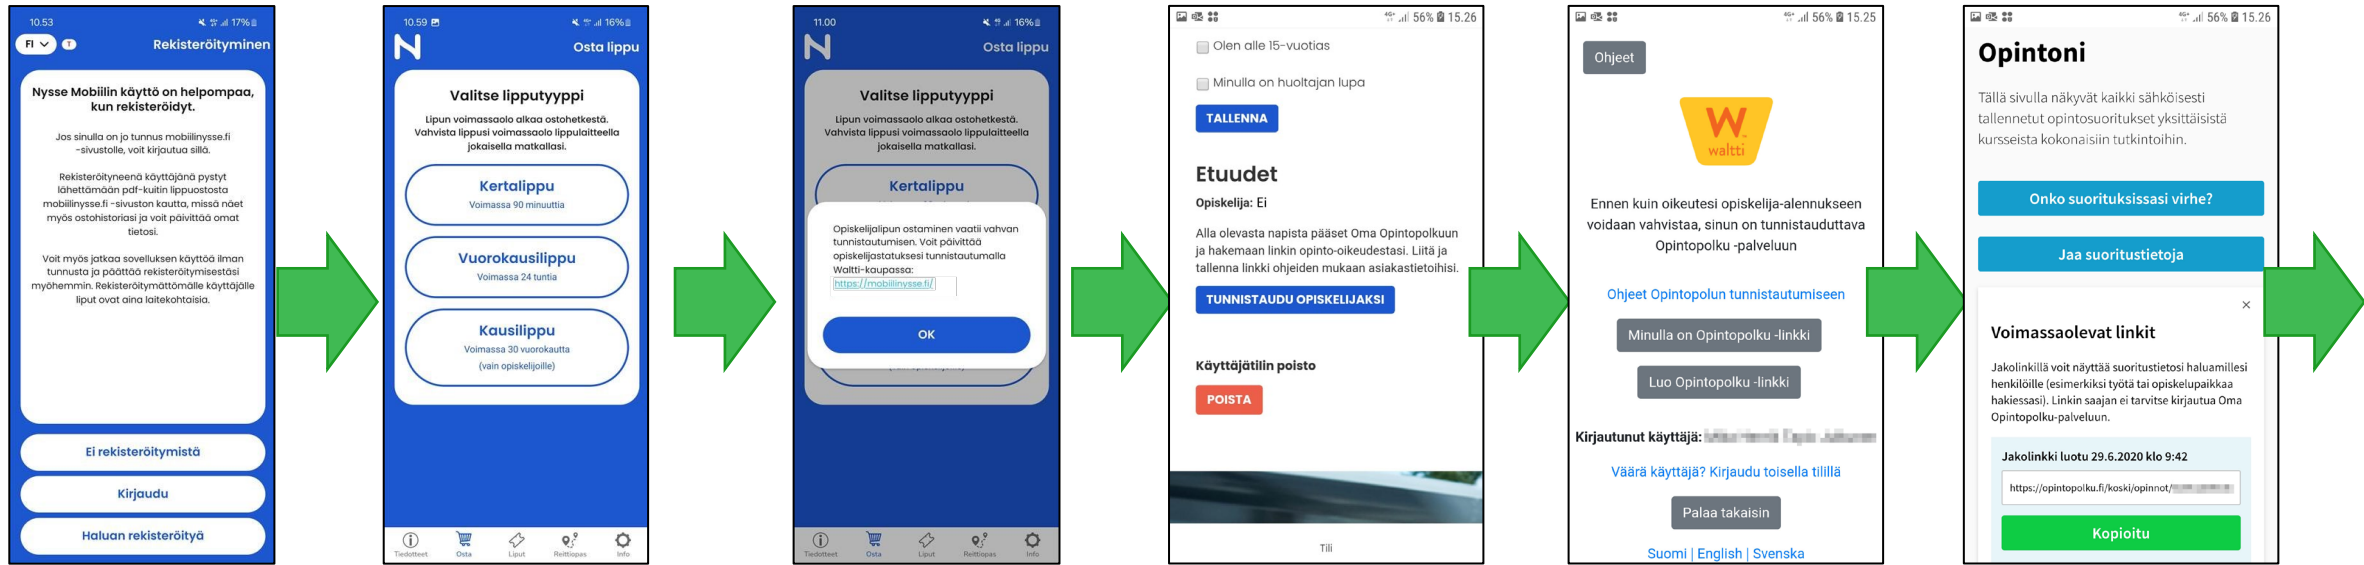 10.53
17%
FI
T
Rekisteröityminen
Nysse Mobiilin käyttö on helpompaa,
kun rekisteröidyt.
Jos sinulla on jo tunnus mobiilinysse.fi
-sivustolle, voit kirjautua sillä.
Rekisteröityneenä käyttäjänä pystyt
lähettämään pdf-kuitin lippuostosta
mobiilinysse.fi -sivuston kautta, missä näet
myös ostohistoriasi ja voit päivittää omat
tietosi.
Voit myös jatkaa sovelluksen käyttöä ilman
tunnusta ja päättää rekisteröitymisestäsi
myöhemmin. Rekisteröitymättömälle käyttäjälle
liput ovat aina laitekohtaisia.
Ei rekisteröitymistä
Kirjaudu
Haluan rekisteröityä
10.59
16%
N
Osta lippu
Valitse lipputyyppi
Lipun voimassaolo alkaa ostohetkestä.
Vahvista lippusi voimassaolo lippulaitteella
jokaisella matkallasi.
Kertalippu
Voimassa 90 minuuttia
Vuorokausilippu
Voimassa 24 tuntia
Kausilippu
Voimassa 30 vuorokautta
(vain opiskelijoille)
Tiedotteet
Osta
Liput
Reittiopas
Info
11.00
16%
N
Osta lippu
Valitse lipputyyppi
Lipun voimassaolo alkaa ostohetkestä.
Vahvista lippusi voimassaolo lippulaitteella
jokaisella matkallasi.
Kertalippu
Opiskelijalipun ostaminen vaatii vahvan
tunnistautumisen. Voit päivittää
opiskelijastatuksesi tunnistautumalla
Waltti-kaupassa:
https://mobiilinysse.fi/
OK
Tiedotteet
Osta
Liput
Reittiopas
Info
4G+ 56% 15.26
Olen alle 15-vuotias
Minulla on huoltajan lupa
TALLENNA
Etuudet
Opiskelija: Ei
Alla olevasta napista pääset Oma Opintopolkuun
ja hakemaan linkin opinto-oikeudestasi. Liitä ja
tallenna linkki ohjeiden mukaan asiakastietoihisi.
TUNNISTAUDU OPISKELIJAKSI
Käyttäjätilin poisto
POISTA
Tili
4G+ 56% 15.25
Ohjeet
W
waltti
Ennen kuin oikeutesi opiskelija-alennukseen
voidaan vahvistaa, sinun on tunnistauduttava
Opintopolku -palveluun
Ohjeet Opintopolun tunnistautumiseen
Minulla on Opintopolku -linkki
Luo Opintopolku -linkki
Kirjautunut käyttäjä:
Väärä käyttäjä? Kirjaudu toisella tilillä
Palaa takaisin
Suomi | English | Svenska
4G+ 56% 15.26
Opintoni
Tällä sivulla näkyvät kaikki sähköisesti
tallennetut opintosuoritukset yksittäisistä
kursseista kokonaisiin tutkintoihin.
Onko suorituksissasi virhe?
Jaa suoritustietoja
×
Voimassaolevat linkit
Jakolinkillä voit näyttää suoritustietosi haluamillesi
henkilöille (esimerkiksi työtä tai opiskelupaikkaa
hakiessasi). Linkin saajan ei tarvitse kirjautua Oma
Opintopolku-palveluun.
Jakolinkki luotu 29.6.2020 klo 9:42
https://opintopolku.fi/koski/opinnot/
Kopioitu